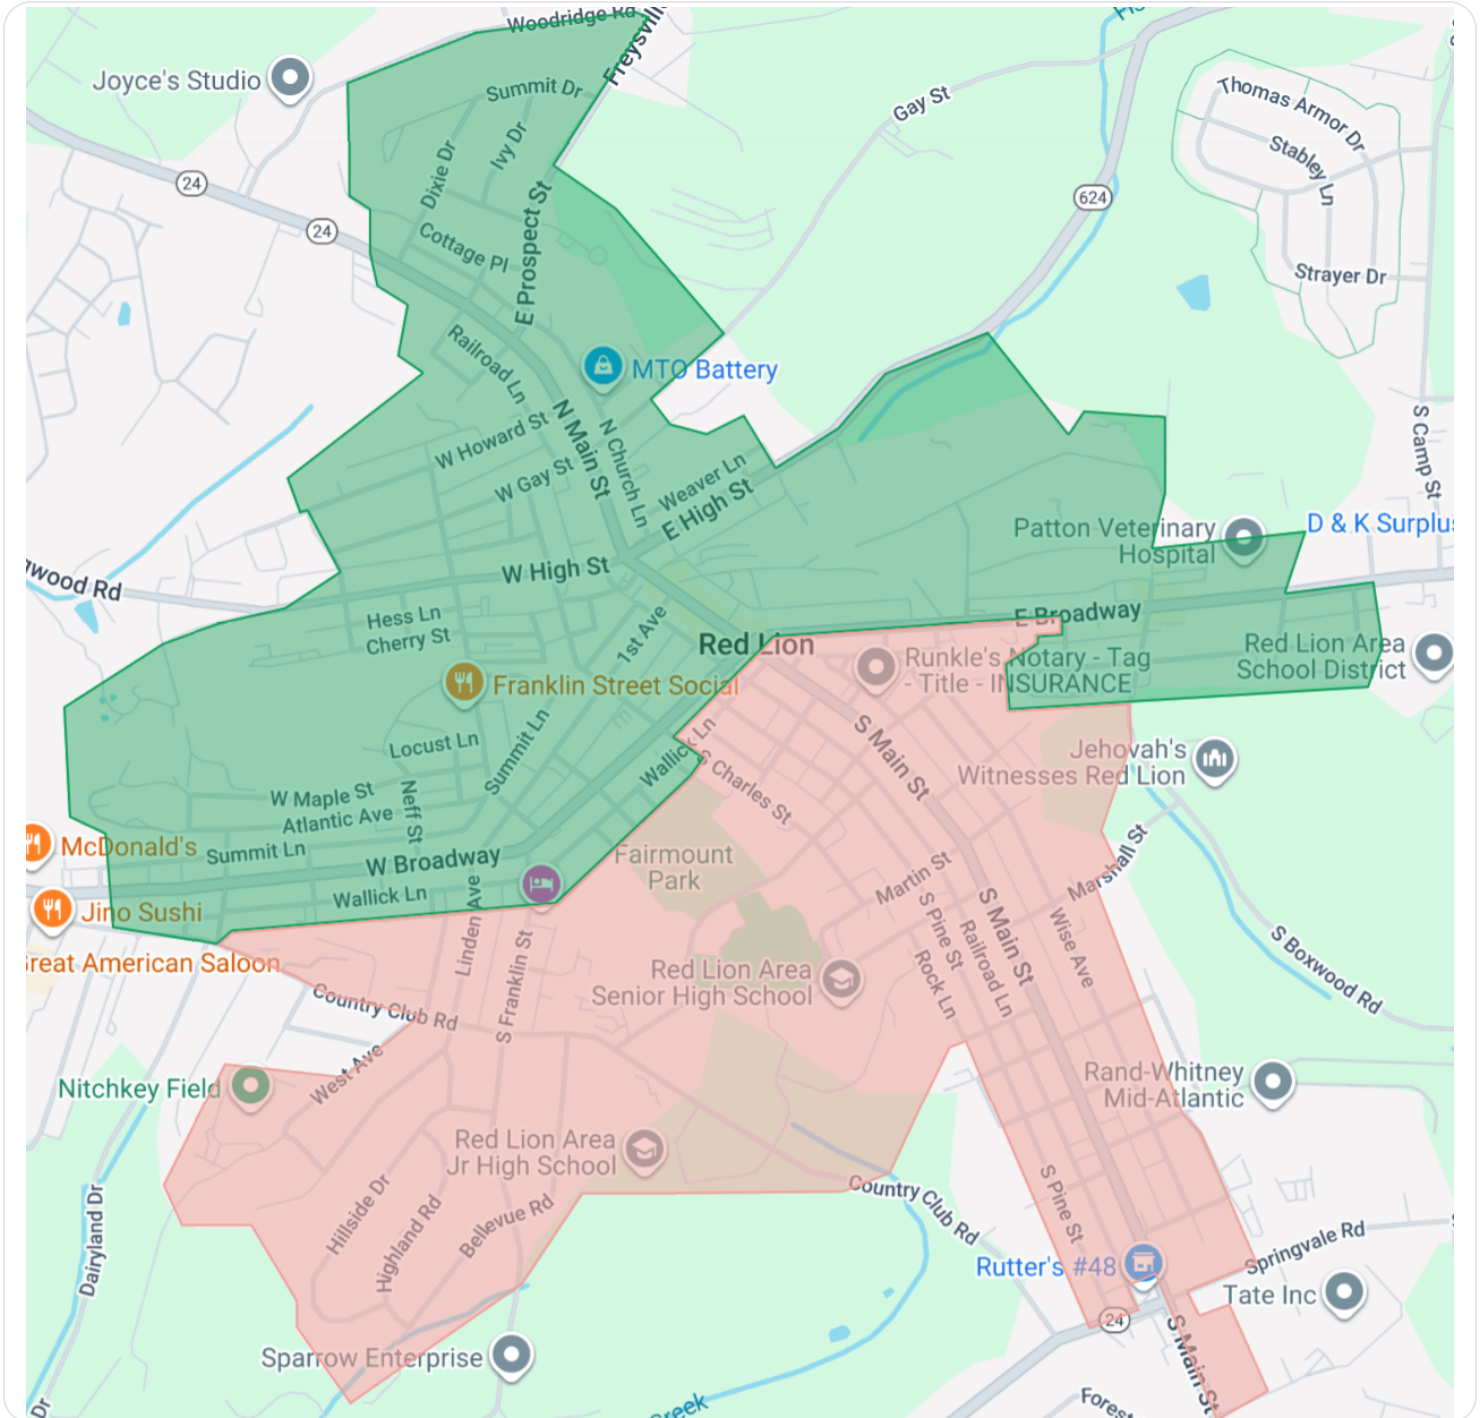 Woodridge Rd
Freysvill
Joyce's Studio
Summit Dr
Gay St
Thomas Armor Dr
Ivy Dr
Dixie Dr
Stabley Ln
24
624
24
E Prospect St
Cottage Pl
Strayer Dr
Railroad Ln
MTO Battery
N Main St
W Howard St
N Church Ln
S Camp St
W Gay St
Weaver Ln
E High St
Patton Veterinary
Hospital
D & K Surplus
W High St
gwood Rd
Hess Ln
Cherry St
1st Ave
E Broadway
Red Lion
Runkle's Notary - Tag
- Title - INSURANCE
Red Lion Area
School District
Franklin Street Social
Locust Ln
Summit Ln
Wallick Ln
S Main St
Jehovah's
Witnesses Red Lion
S Charles St
W Maple St
Atlantic Ave
Neff St
McDonald's
Summit Ln
W Broadway
Fairmount
Park
Marshall St
Martin St
Wallick Ln
Jino Sushi
Linden Ave
S Pine St
S Main St
Railroad Ln
Wise Ave
Great American Saloon
S Franklin St
Red Lion Area
Senior High School
Rock Ln
S Boxwood Rd
Country Club Rd
West Ave
Nitchkey Field
Rand-Whitney
Mid-Atlantic
Red Lion Area
Jr High School
Country Club Rd
S Pine St
Hillside Dr
Highland Rd
Bellevue Rd
Dairyland Dr
Springvale Rd
Rutter's #48
Tate Inc
24
S Main St
Sparrow Enterprise
Creek
Forest
Dr